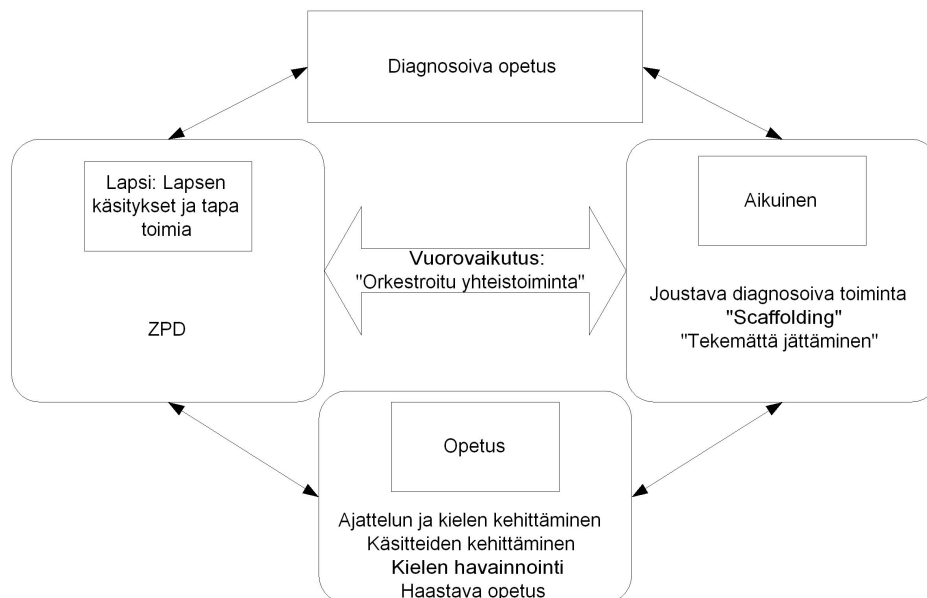 Diagnosoiva opetus
Lapsi: Lapsen
käsitykset ja tapa
toimia
ZPD
Vuorovaikutus:
"Orkestroitu yhteistoiminta"
Aikuinen
Joustava diagnosoiva toiminta
"Scaffolding"
"Tekemättä jättäminen"
Opetus
Ajattelun ja kielen kehittäminen
Käsitteiden kehittäminen
Kielen havainnointi
Haastava opetus